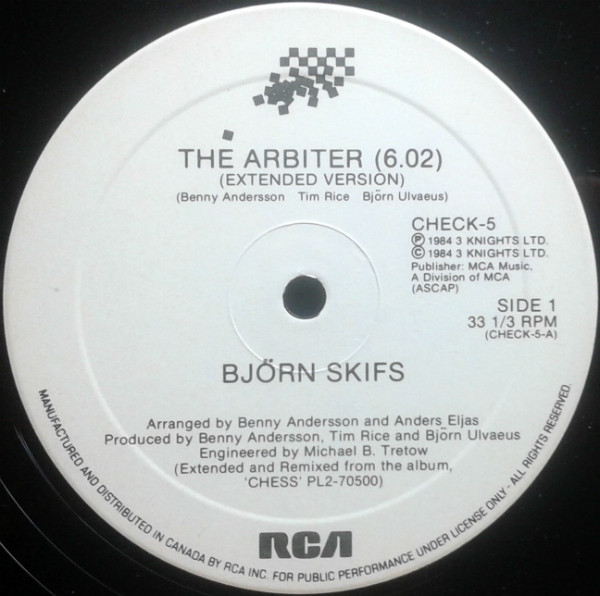 THE ARBITER (6.02)
(EXTENDED VERSION)
(Benny Andersson Tim Rice Björn Ulvaeus)
CHECK-5
Ⓟ 1984 3 KNIGHTS LTD.
© 1984 3 KNIGHTS LTD.
Publisher: MCA Music,
A Division of MCA
(ASCAP)
SIDE 1
33 1/3 RPM
(CHECK-5-A)
BJÖRN SKIFS
Arranged by Benny Andersson and Anders Eljas
Produced by Benny Andersson, Tim Rice and Björn Ulvaeus
Engineered by Michael B. Tretow
(Extended and Remixed from the album,
'CHESS' PL2-70500)
RCA
MANUFACTURED AND DISTRIBUTED IN CANADA BY RCA INC. FOR PUBLIC PERFORMANCE UNDER LICENSE ONLY - ALL RIGHTS RESERVED.